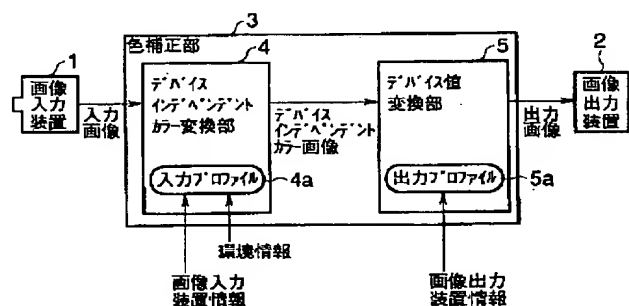 3
色補正部
1
画像
入力
装置
入力
画像
4
ﾃﾞﾊﾞｲｽ
ｲﾝﾃﾞﾍﾟﾝﾃﾞﾝﾄ
ｶﾗｰ変換部
入力ﾌﾟﾛﾌｧｲﾙ
4a
ﾃﾞﾊﾞｲｽ
ｲﾝﾃﾞﾍﾟﾝﾃﾞﾝﾄ
ｶﾗｰ画像
5
ﾃﾞﾊﾞｲｽ値
変換部
出力ﾌﾟﾛﾌｧｲﾙ
5a
出力
画像
2
画像
出力
装置
環境情報
画像入力
装置情報
画像出力
装置情報